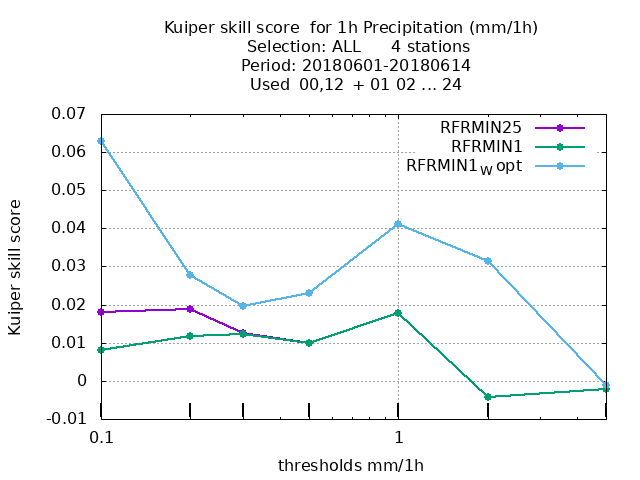 Kuiper skill score  for 1h Precipitation (mm/1h)
Selection: ALL      4 stations
Period: 20180601-20180614
Used  00,12  + 01 02 ... 24
RFRMIN25
RFRMIN1
RFRMIN1W opt
Kuiper skill score
0.07
0.06
0.05
0.04
0.03
0.02
0.01
0
-0.01
0.1 1
thresholds mm/1h